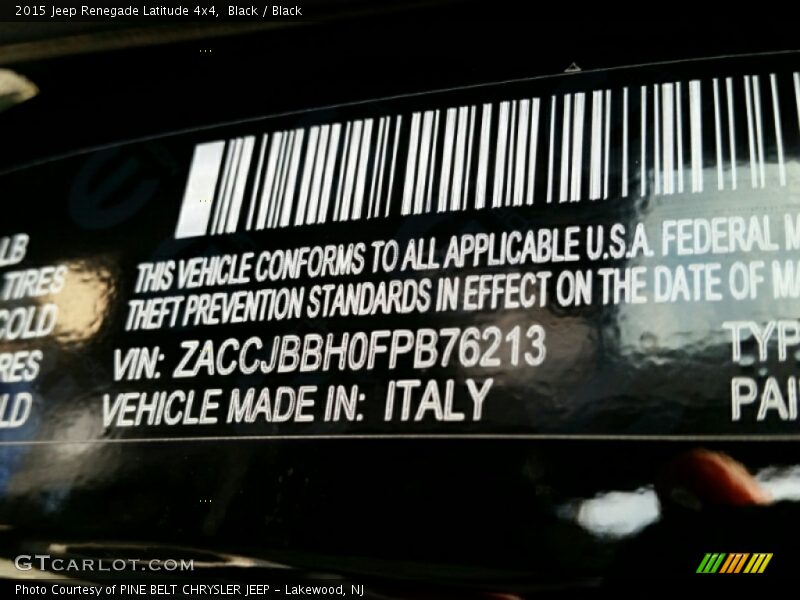 2015 Jeep Renegade Latitude 4x4, Black / Black
LB
TIRES
COLD
RES
LD
THIS VEHICLE CONFORMS TO ALL APPLICABLE U.S.A. FEDERAL M
THEFT PREVENTION STANDARDS IN EFFECT ON THE DATE OF MA
VIN: ZACCJBBH0FPB76213
VEHICLE MADE IN: ITALY
TYP
PAI
GTCARLOT.COM
Photo Courtesy of PINE BELT CHRYSLER JEEP - Lakewood, NJ